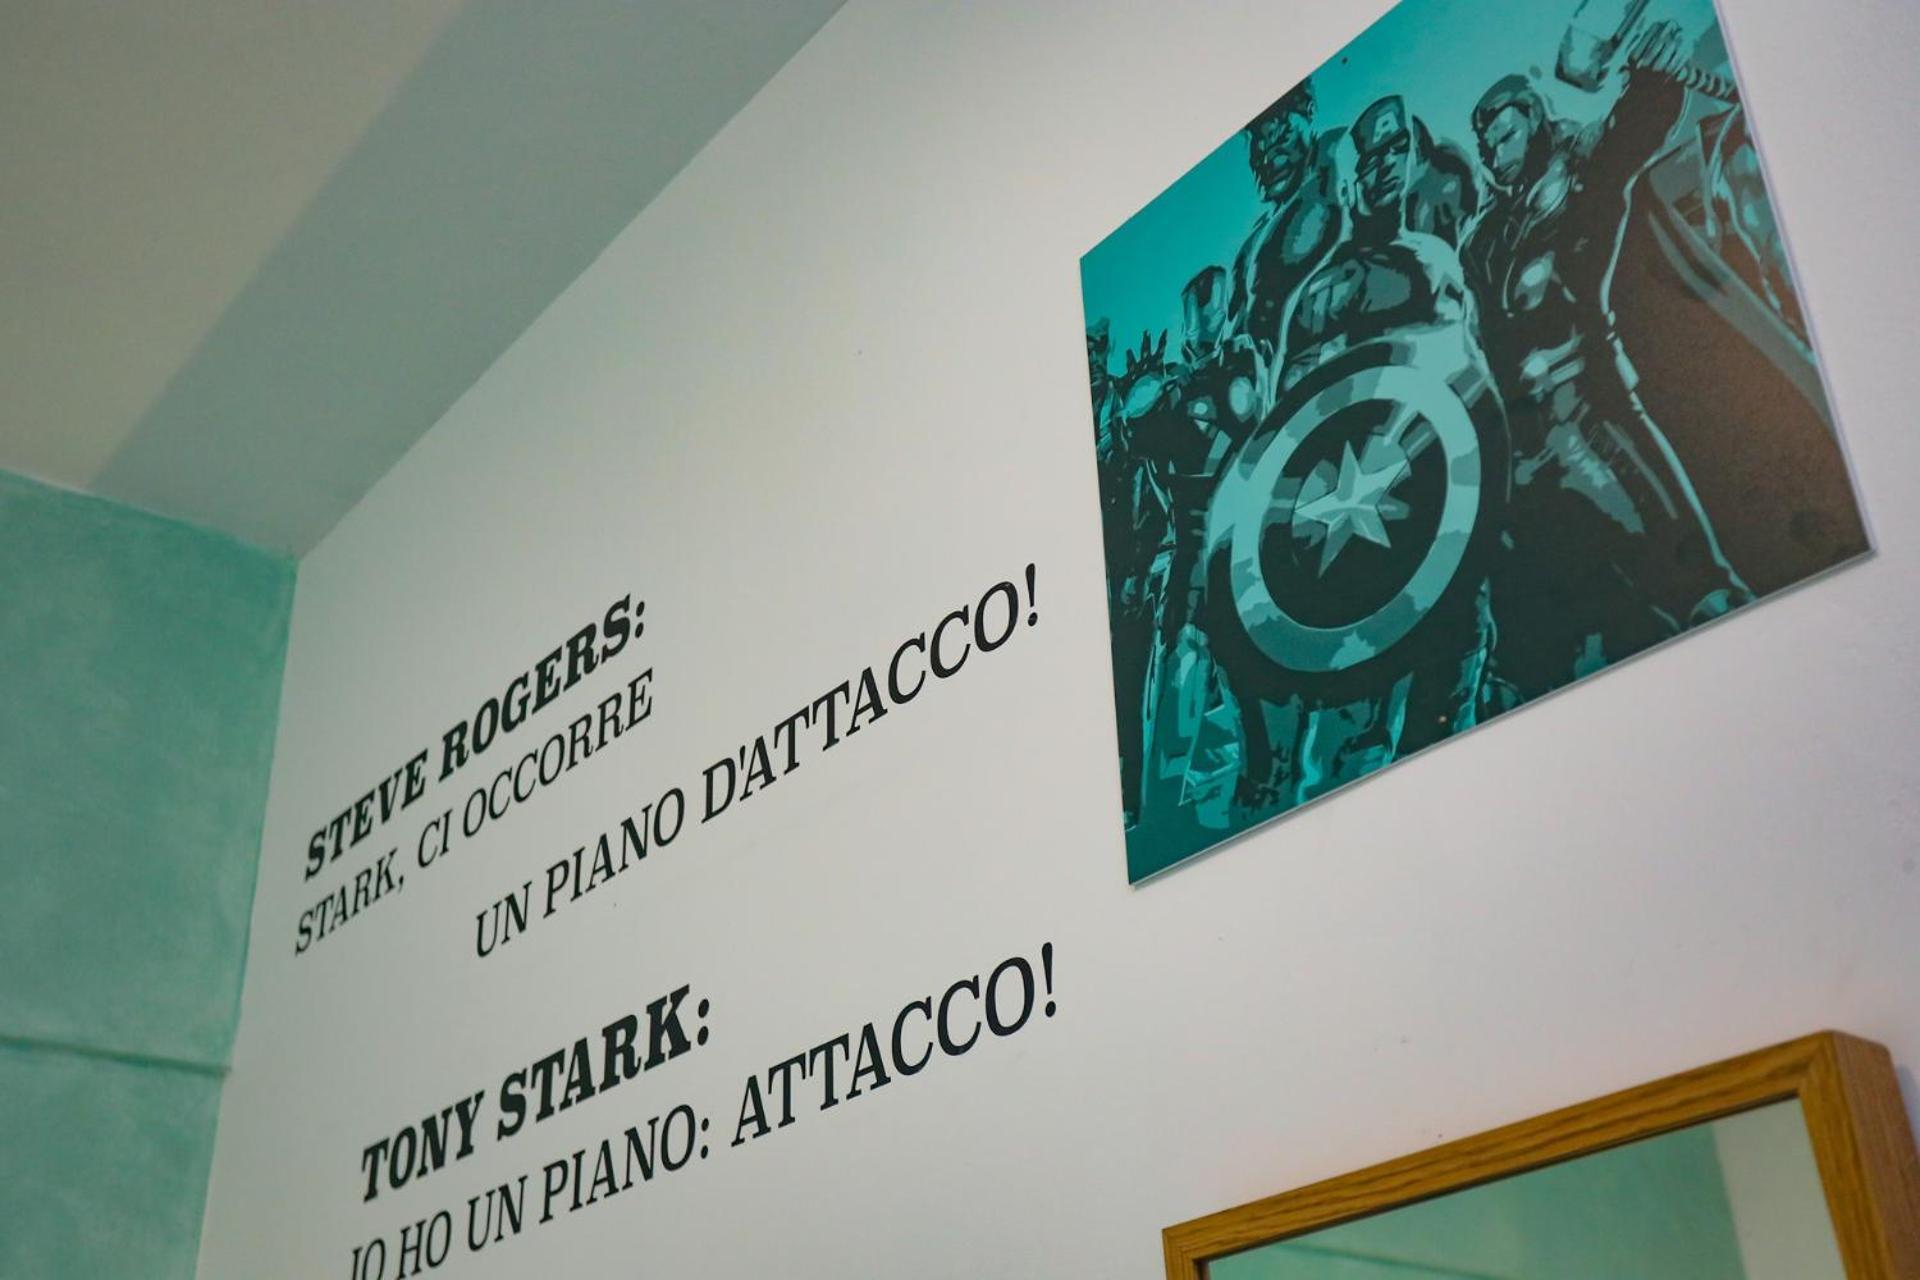 STEVE ROGERS:
STARK, CI OCCORRE
UN PIANO D'ATTACCO!
TONY STARK:
IO HO UN PIANO: ATTACCO!